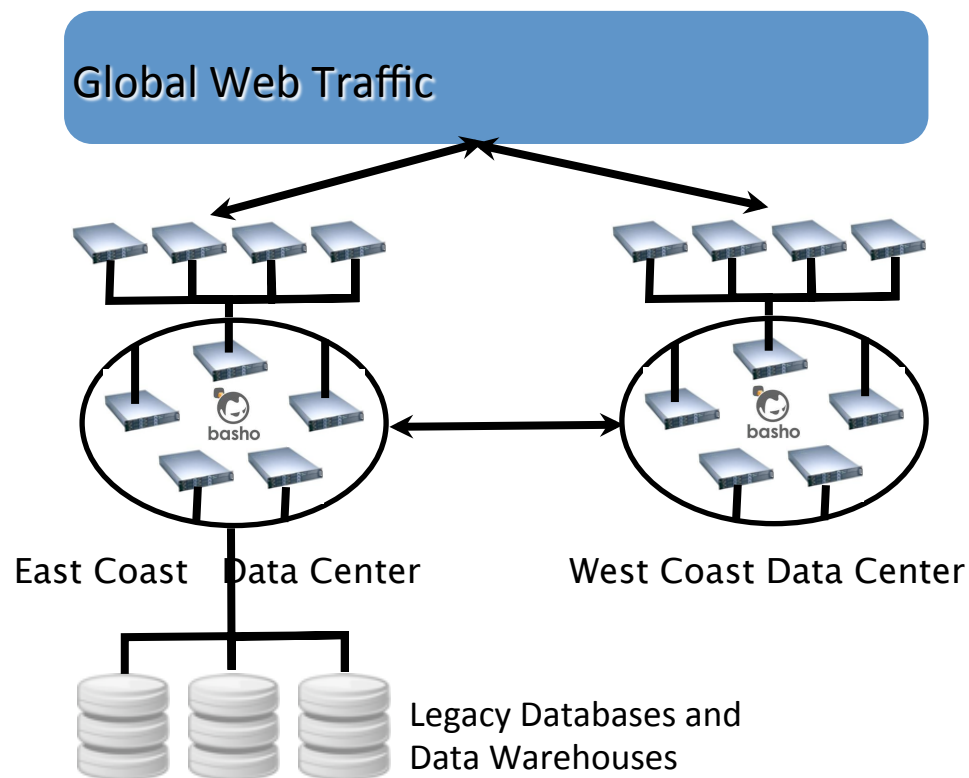 Global Web Traffic
basho
basho
East Coast Data Center
West Coast Data Center
Legacy Databases and
Data Warehouses